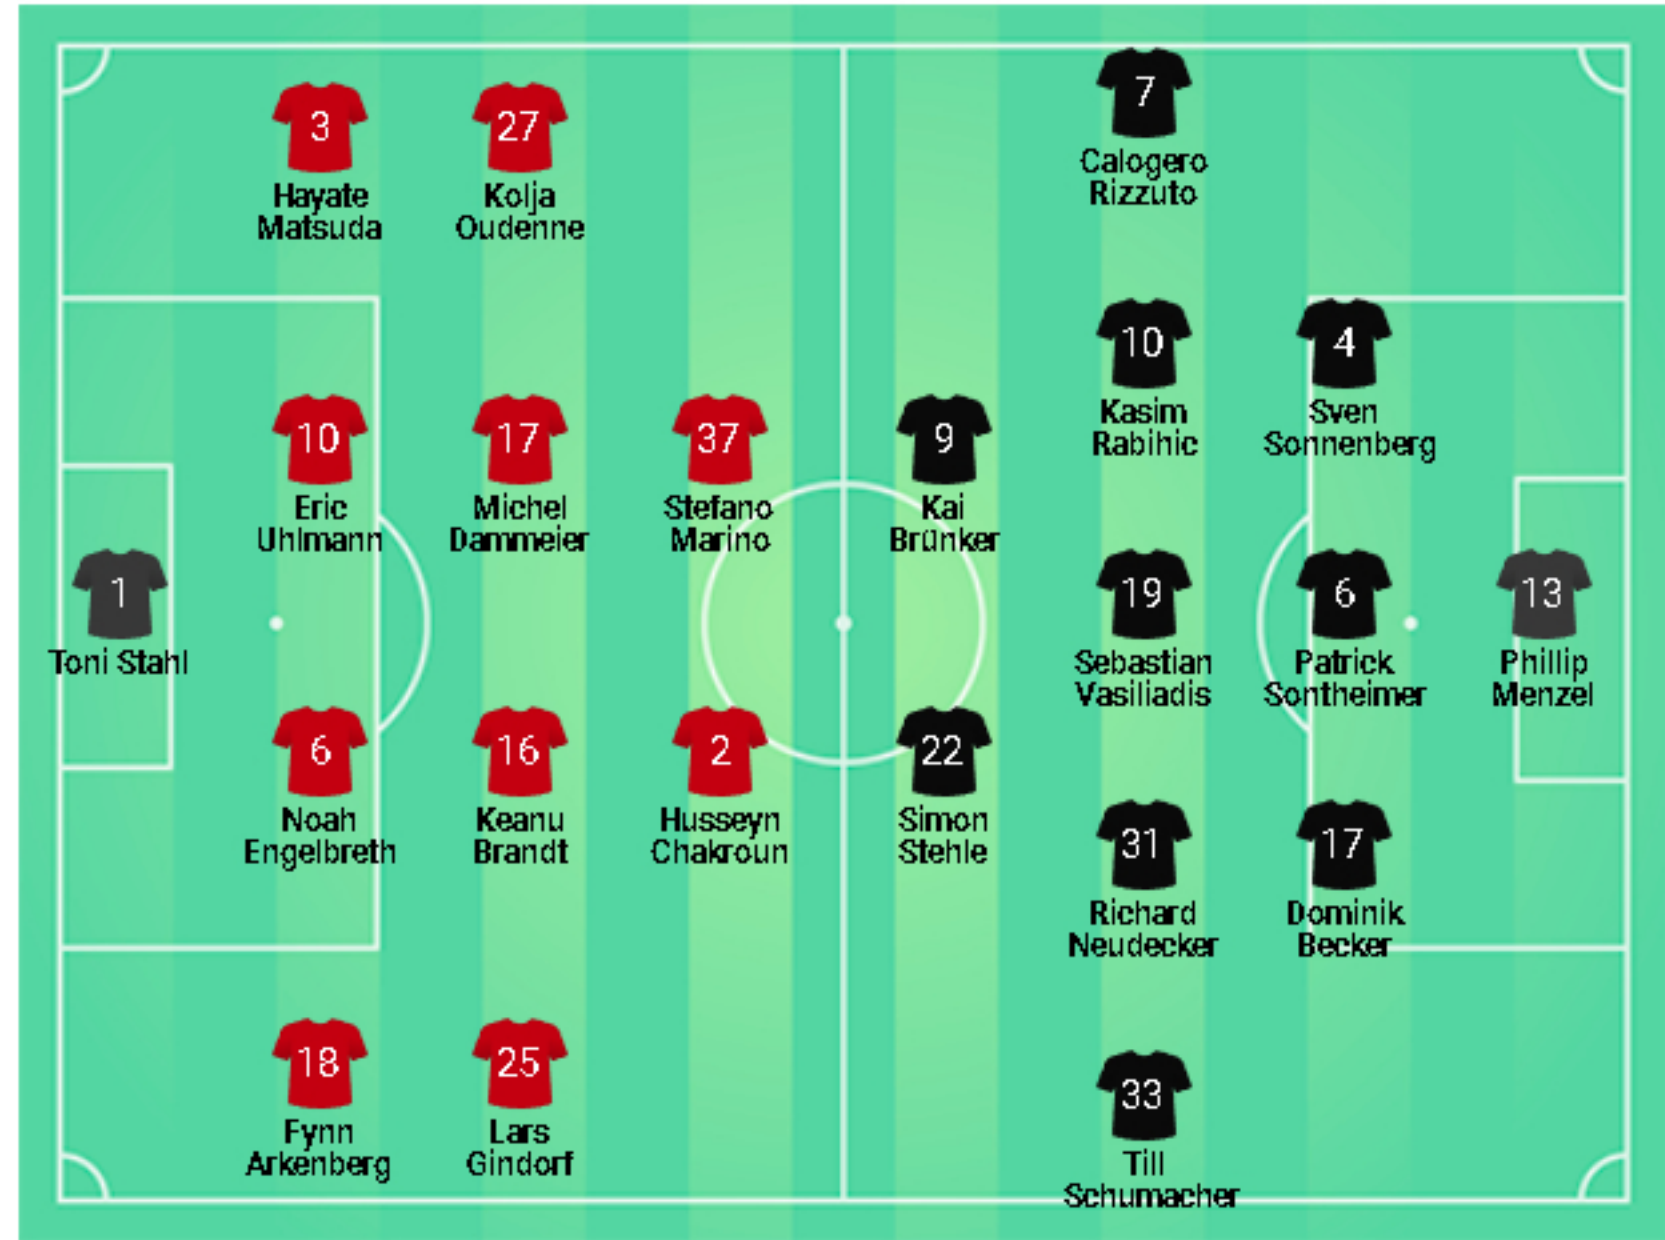 3
Hayate
Matsuda
27
Kolja
Oudenne
7
Calogero
Rizzuto
10
Eric
Uhlmann
17
Michel
Dammeier
37
Stefano
Marino
9
Kai
Brünker
10
Kasim
Rabihic
4
Sven
Sonnenberg
1
Toni Stahl
19
Sebastian
Vasiliadis
6
Patrick
Sontheimer
13
Phillip
Menzel
6
Noah
Engelbreth
16
Keanu
Brandt
2
Husseyn
Chakroun
22
Simon
Stehle
31
Richard
Neudecker
17
Dominik
Becker
18
Fynn
Arkenberg
25
Lars
Gindorf
33
Till
Schumacher